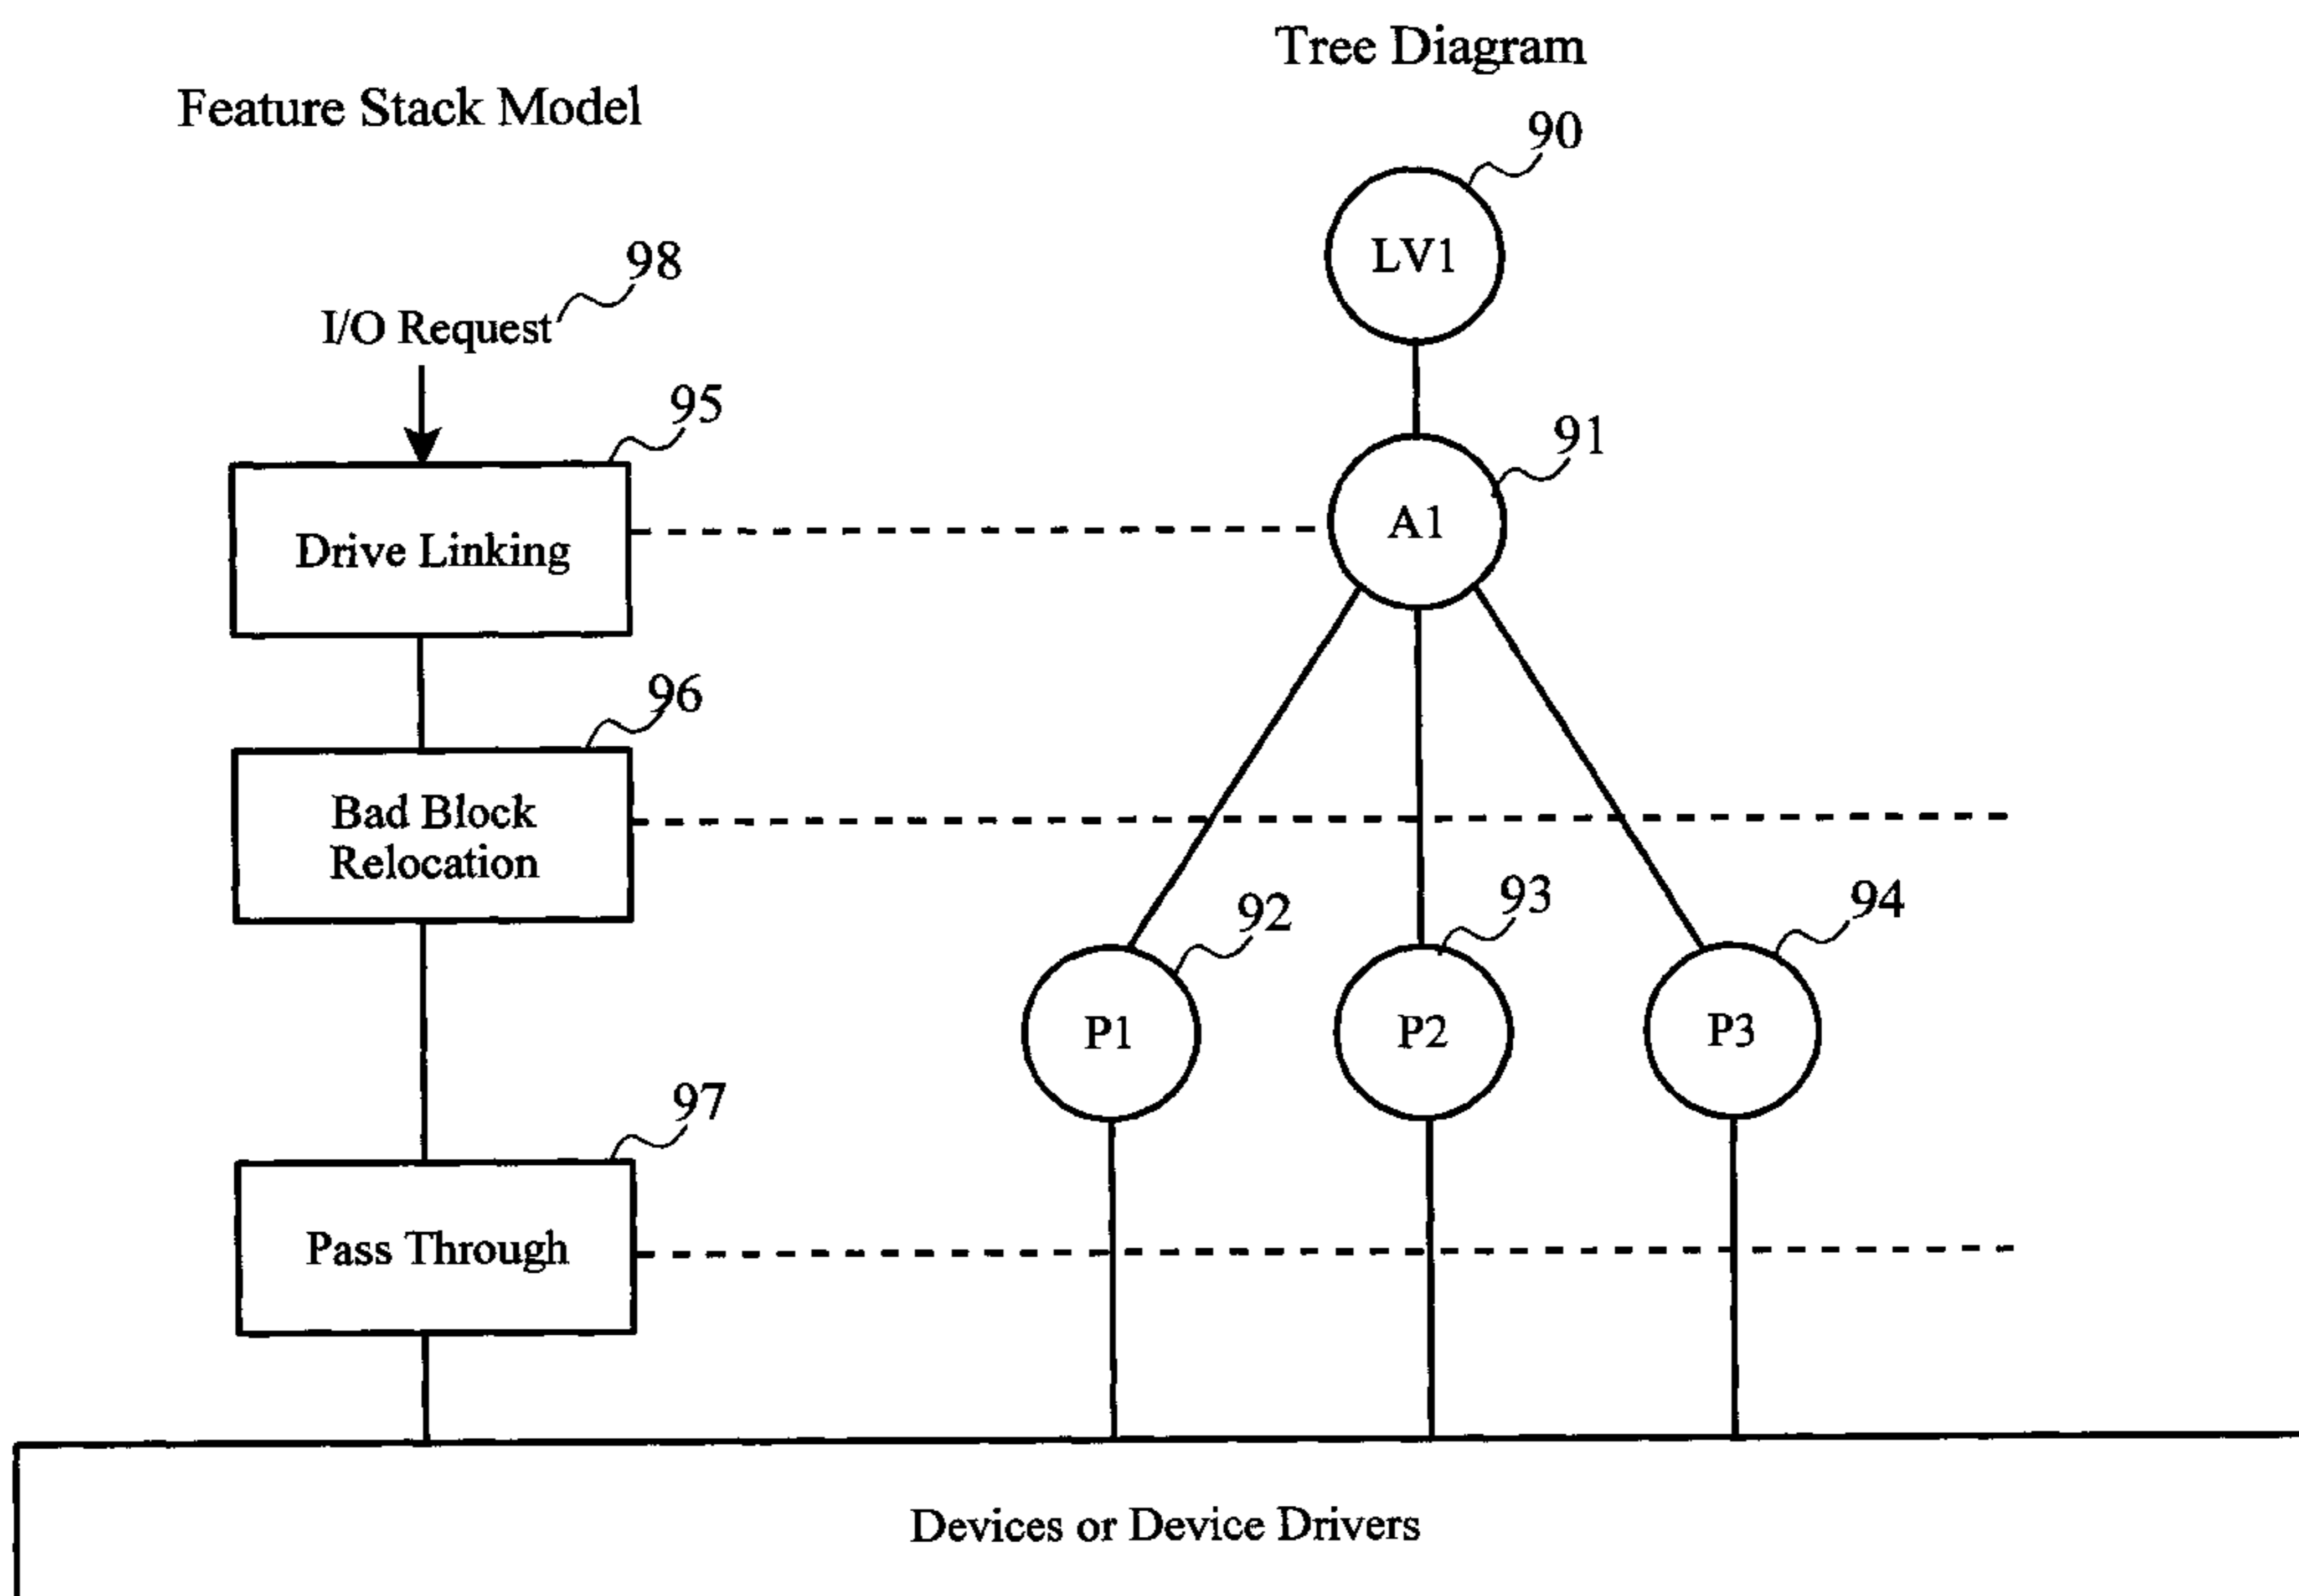 Tree Diagram
Feature Stack Model
90
LV1
98
I/O Request
95
91
Drive Linking
A1
96
Bad Block
Relocation
92
93
94
P1
P2
P3
97
Pass Through
Devices or Device Drivers